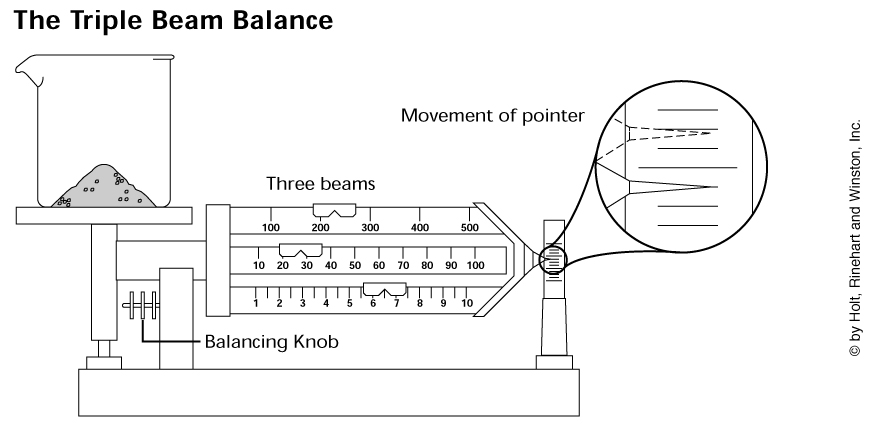 The Triple Beam Balance
Movement of pointer
Three beams
100 200 300 400 500
10 20 30 40 50 60 70 80 90 100
1 2 3 4 5 6 7 8 9 10
Balancing Knob
© by Holt, Rinehart and Winston, Inc.